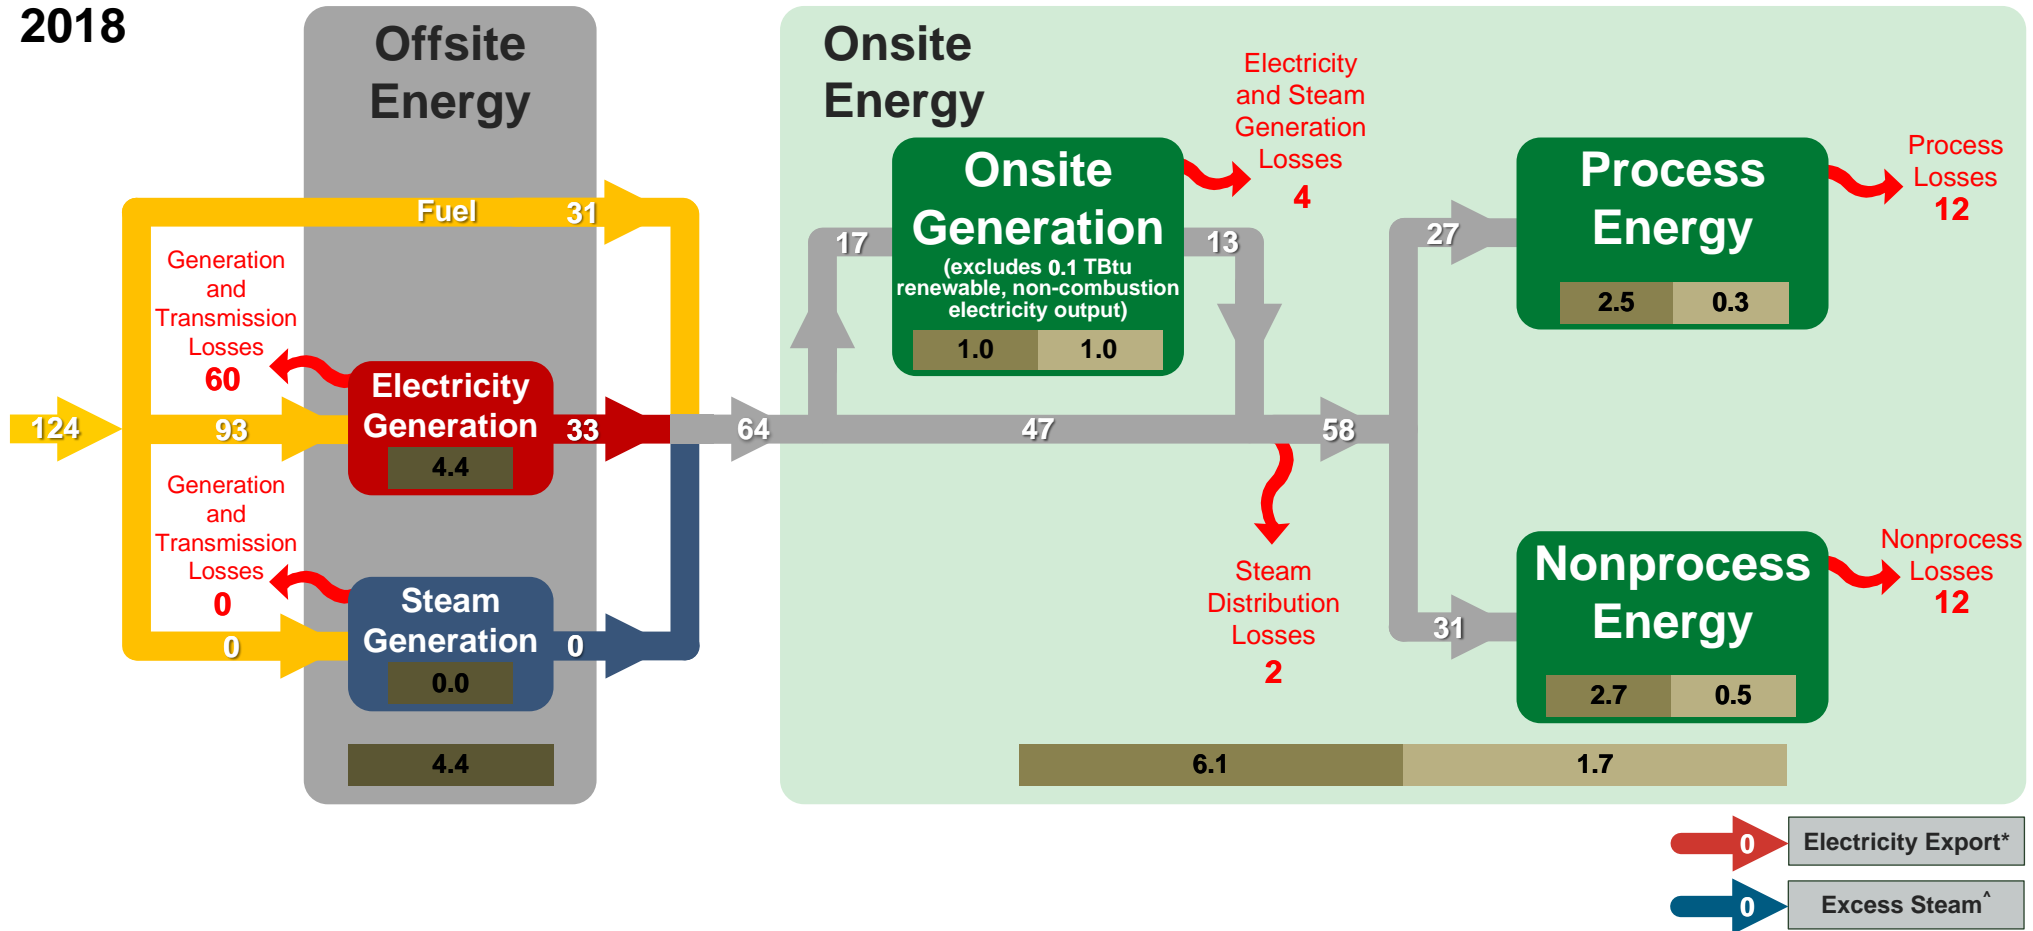 2018
Offsite
Energy
Onsite
Energy
Electricity
and Steam
Generation
Losses
4
Onsite
Generation
(excludes 0.1 TBtu
renewable, non-combustion
electricity output)
1.0 1.0
17
13
Process
Energy
2.5 0.3
Process
Losses
12
27
Fuel 31
Generation
and
Transmission
Losses
60
Electricity
Generation
4.4
124
93
33
64
47
58
Generation
and
Transmission
Losses
0
Steam
Generation
0.0
0
0
Steam
Distribution
Losses
2
31
Nonprocess
Energy
2.7 0.5
Nonprocess
Losses
12
4.4
6.1 1.7
0 Electricity Export*
0 Excess Steam^